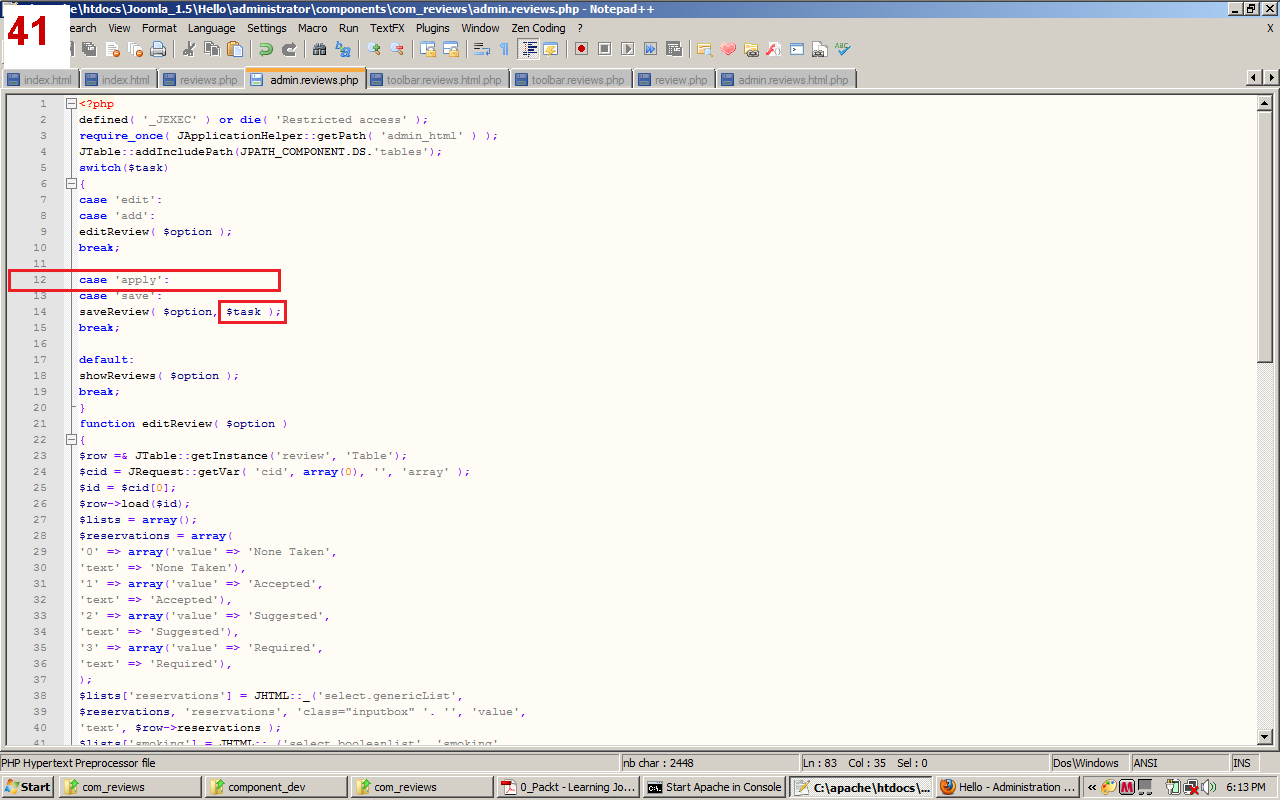 41
\htdocs\Joomla_1.5\Hello\administrator\components\com_reviews\admin.reviews.php - Notepad++
View Format Language Settings Macro Run TextFX Plugins Window Zen Coding ? X
index.html index.html reviews.php admin.reviews.php toolbar.reviews.html.php toolbar.reviews.php review.php admin.reviews.html.php
1 <?php
2 defined( '_JEXEC' ) or die( 'Restricted access' );
3 require_once( JApplicationHelper::getPath( 'admin_html' ) );
4 JTable::addIncludePath(JPATH_COMPONENT.DS.'tables');
5 switch($task)
6 {
7 case 'edit':
8 case 'add':
9 editReview( $option );
10 break;
11
12 case 'apply':
13 case 'save':
14 saveReview( $option, $task );
15 break;
16
17 default:
18 showReviews( $option );
19 break;
20 }
21 function editReview( $option )
22 {
23 $row =& JTable::getInstance('review', 'Table');
24 $cid = JRequest::getVar( 'cid', array(0), '', 'array' );
25 $id = $cid[0];
26 $row->load($id);
27 $lists = array();
28 $reservations = array(
29 '0' => array('value' => 'None Taken',
30 'text' => 'None Taken'),
31 '1' => array('value' => 'Accepted',
32 'text' => 'Accepted'),
33 '2' => array('value' => 'Suggested',
34 'text' => 'Suggested'),
35 '3' => array('value' => 'Required',
36 'text' => 'Required'),
37 );
38 $lists['reservations'] = JHTML::_('select.genericList',
39 $reservations, 'reservations', 'class="inputbox" '. '', 'value',
40 'text', $row->reservations );
41 $lists['smoking'] = JHTML::_('select.booleanlist', 'smoking',
PHP Hypertext Preprocessor file nb char : 2448 Ln : 83 Col : 35 Sel : 0 Dos\Windows ANSI INS
Start com_reviews component_dev com_reviews 0_Packt - Learning Jo... Start Apache in Console C:\apache\htdocs\... Hello - Administration ... « 6:13 PM